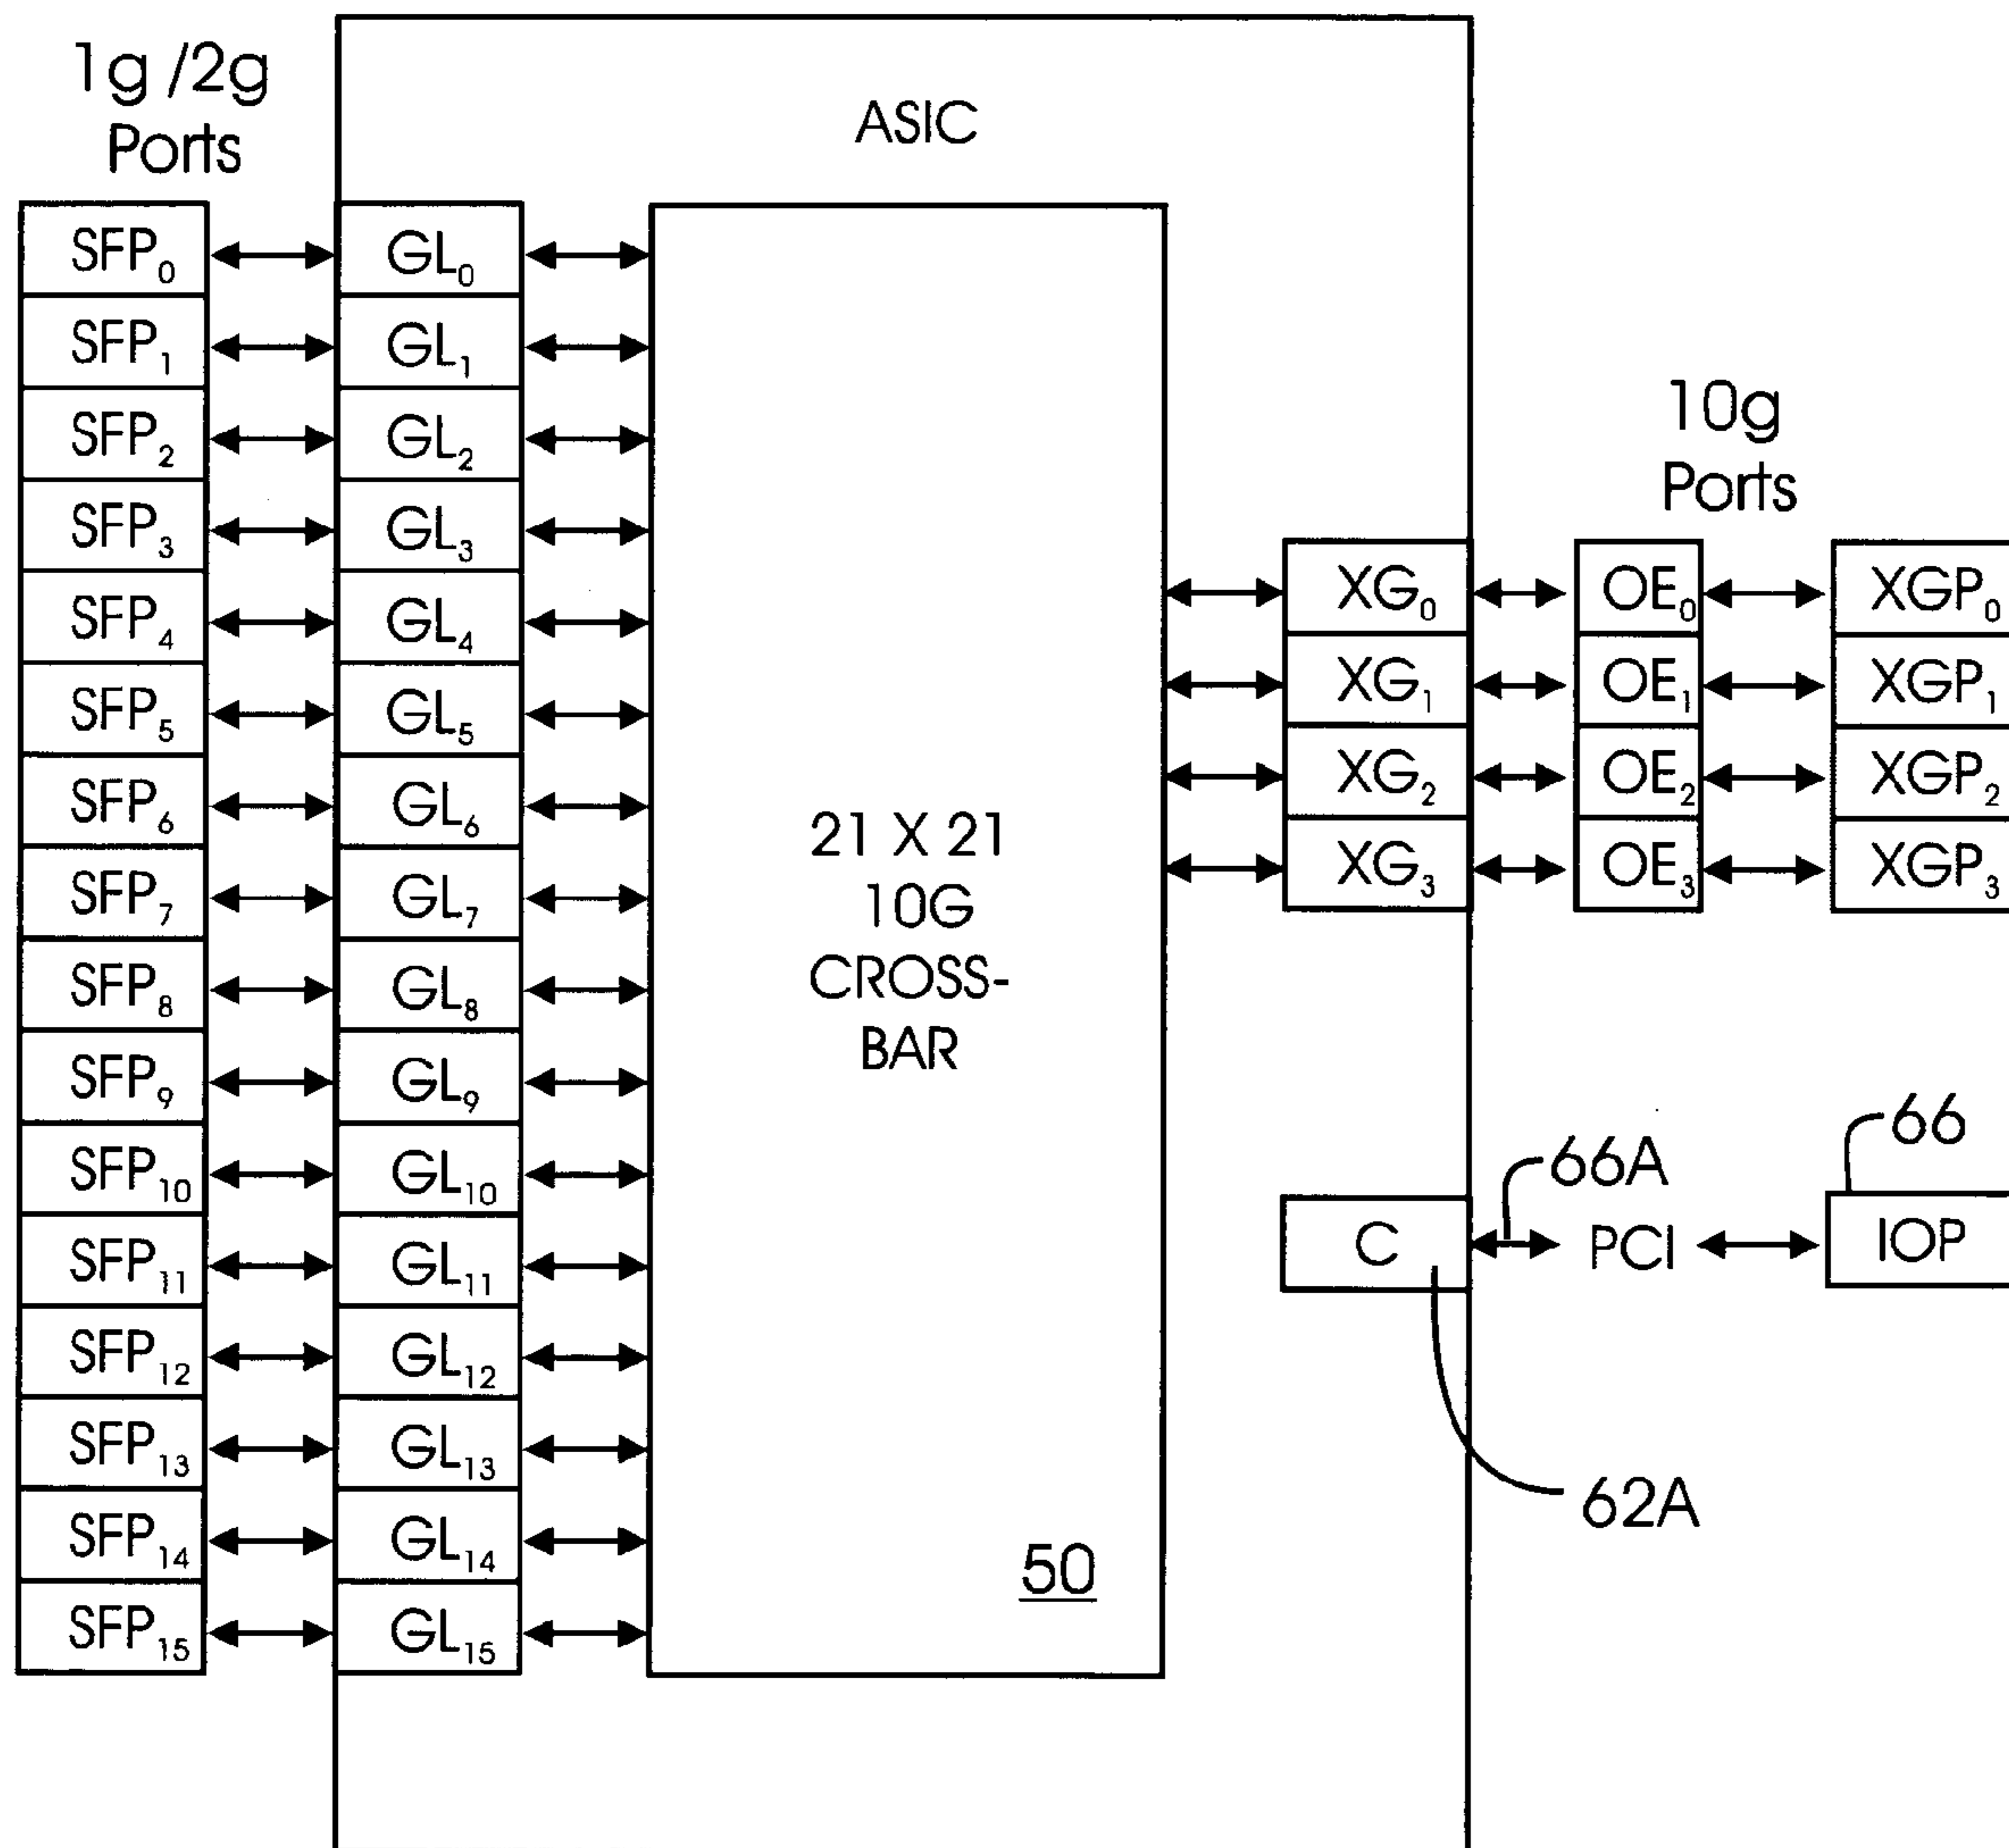 1g /2g
Ports
ASIC
SFP0
GL0
SFP1
GL1
SFP2
GL2
SFP3
GL3
SFP4
GL4
SFP5
GL5
SFP6
GL6
SFP7
GL7
SFP8
GL8
SFP9
GL9
SFP10
GL10
SFP11
GL11
SFP12
GL12
SFP13
GL13
SFP14
GL14
SFP15
GL15
21 X 21
10G
CROSS-
BAR
50
10g
Ports
XG0
OE0
XGP0
XG1
OE1
XGP1
XG2
OE2
XGP2
XG3
OE3
XGP3
66
66A
C
PCI
IOP
62A